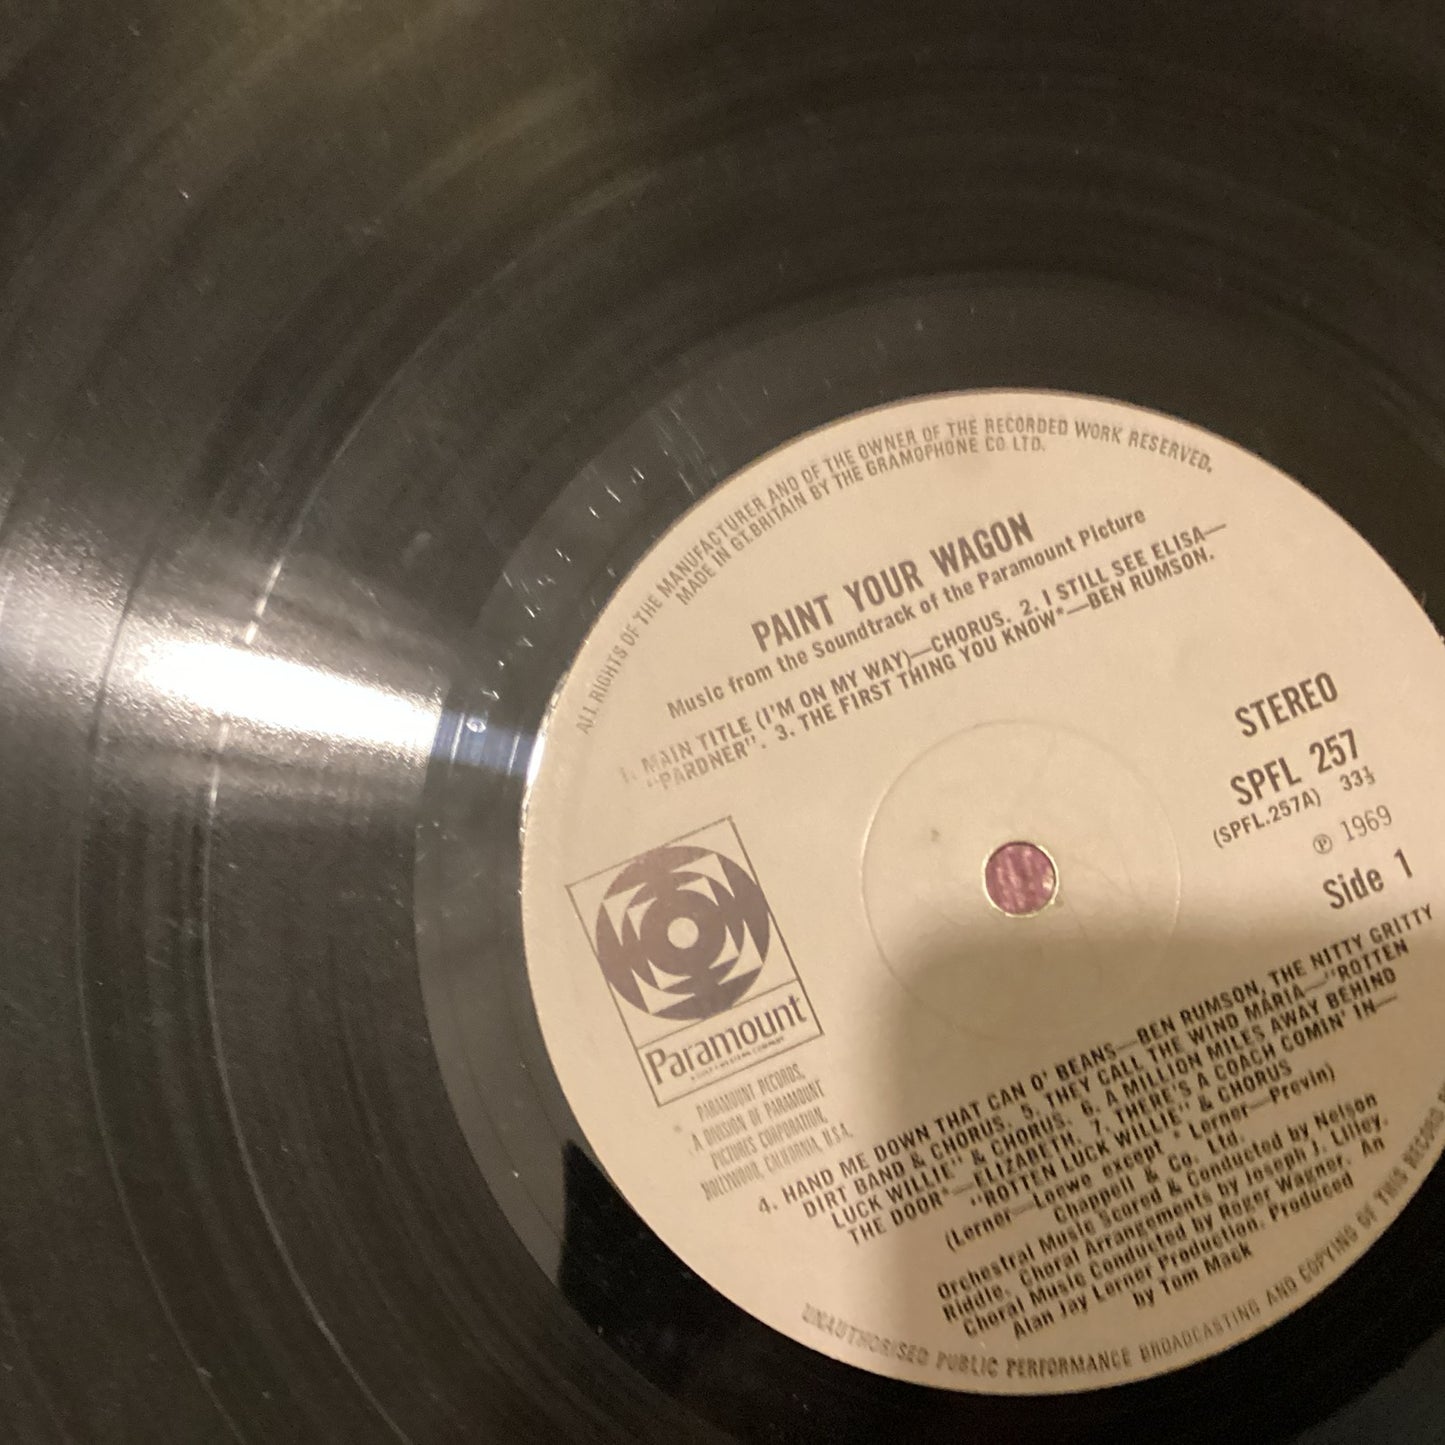 ALL RIGHTS OF THE MANUFACTURER AND OF THE OWNER OF THE RECORDED WORK RESERVED.
MADE IN GT. BRITAIN BY THE GRAMOPHONE CO LTD.
PAINT YOUR WAGON
Music from the Soundtrack of the Paramount Picture
1. MAIN TITLE (I'M ON MY WAY)—CHORUS. 2. I STILL SEE ELISA—
"PARDNER". 3. THE FIRST THING YOU KNOW*—BEN RUMSON.
STEREO
SPFL 257
(SPFL.257A) 33⅓
℗ 1969
Side 1
Paramount
PARAMOUNT RECORDS,
A DIVISION OF PARAMOUNT
PICTURES CORPORATION,
HOLLYWOOD, CALIFORNIA, U.S.A.
4. HAND ME DOWN THAT CAN O' BEANS—BEN RUMSON, THE NITTY GRITTY
DIRT BAND & CHORUS. 5. THEY CALL THE WIND MARIA—"ROTTEN
LUCK WILLIE" & CHORUS. 6. A MILLION MILES AWAY BEHIND
THE DOOR*—ELIZABETH. 7. THERE'S A COACH COMIN' IN—
"ROTTEN LUCK WILLIE" & CHORUS
(Lerner—Loewe except * Lerner—Previn)
Chappell & Co. Ltd.
Orchestral Music Scored & Conducted by Nelson
Riddle. Choral Arrangements by Joseph J. Lilley.
Choral Music Conducted by Roger Wagner. An
Alan Jay Lerner Production. Produced
by Tom Mack
UNAUTHORISED PUBLIC PERFORMANCE BROADCASTING AND COPYING OF THIS RECORD